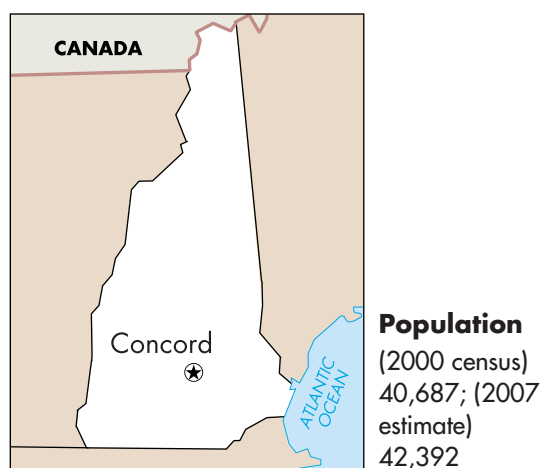 CANADA
Concord
ATLANTIC
OCEAN
Population
(2000 census)
40,687; (2007
estimate)
42,392